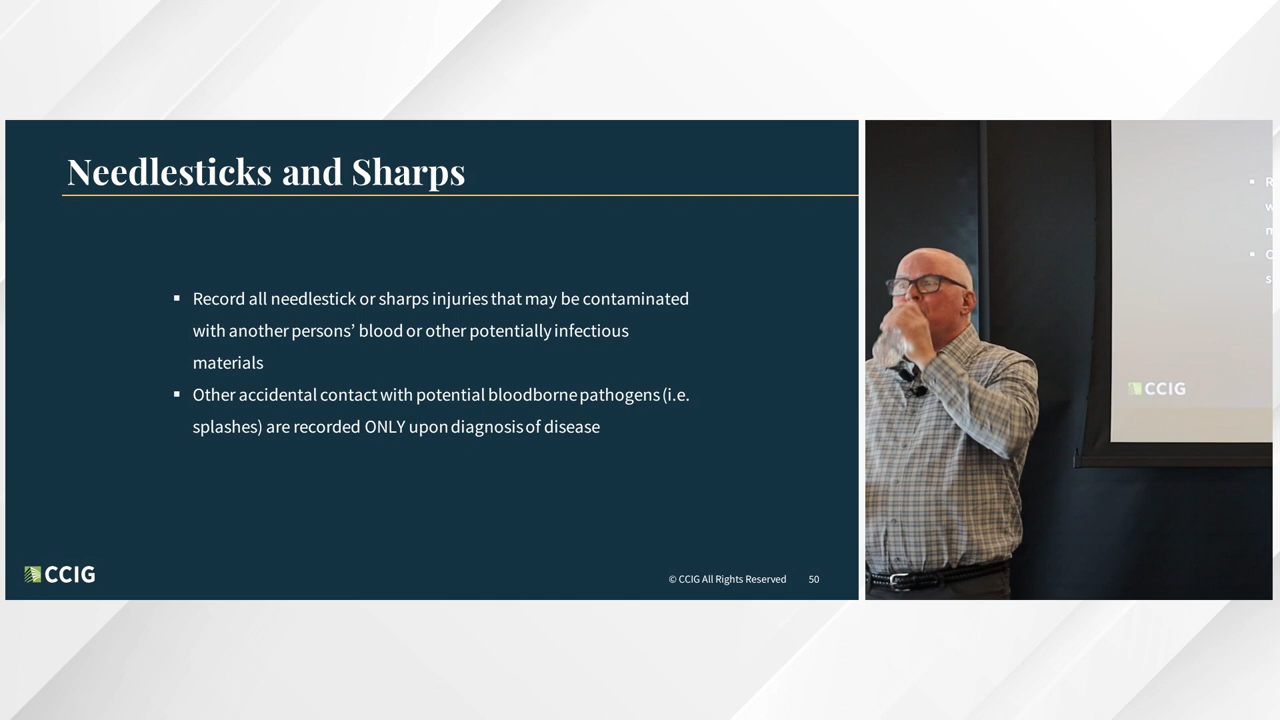 Needlesticks and Sharps
▪ Record all needlestick or sharps injuries that may be contaminated
with another persons’ blood or other potentially infectious
materials
▪ Other accidental contact with potential bloodborne pathogens (i.e.
splashes) are recorded ONLY upon diagnosis of disease
CCIG
© CCIG All Rights Reserved 50
CCIG